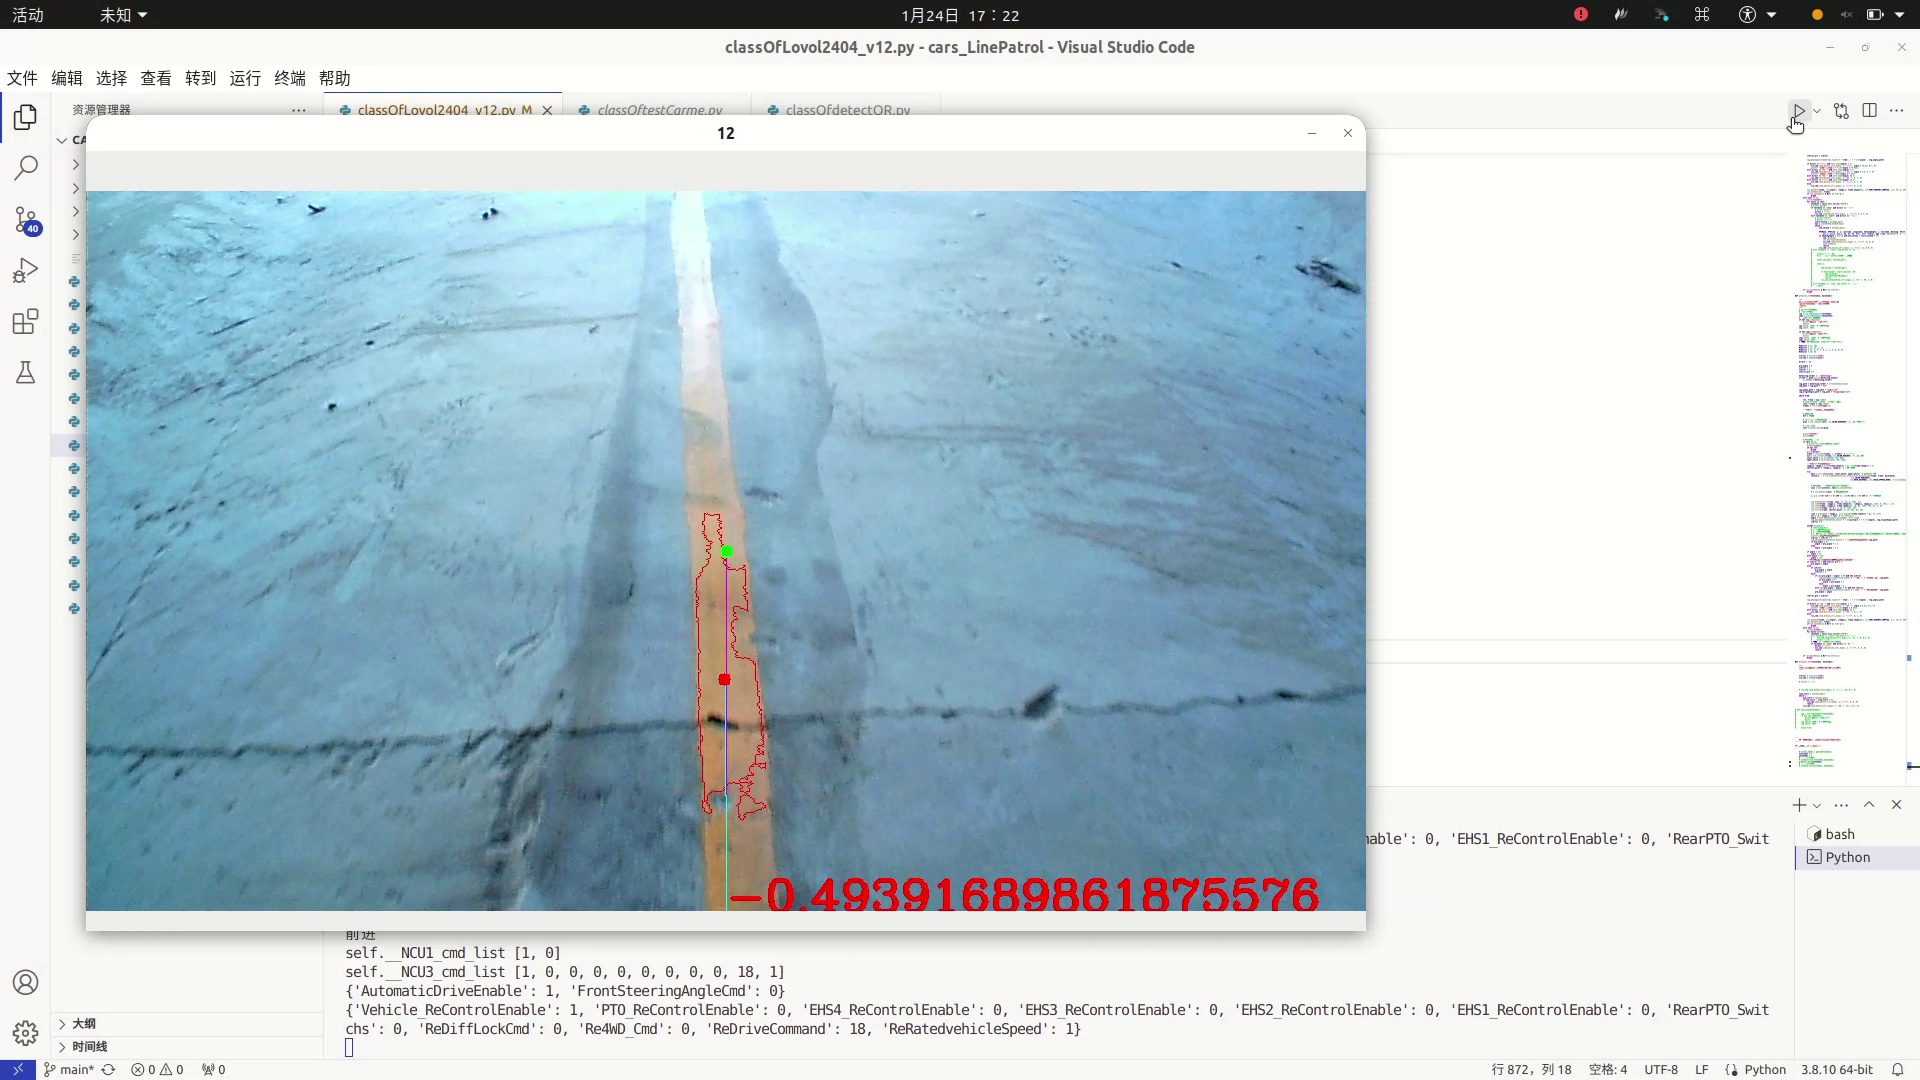 活动
未知
1月24日 17：22
classOfLovol2404_v12.py - cars_LinePatrol - Visual Studio Code
文件 编辑 选择 查看 转到 运行 终端 帮助
资源管理器
classOfLovol2404_v12.py M
classOftestCarme.py
classOfdetectQR.py
12
CA
40
−0.49391689861875576
nable': 0, 'EHS1_ReControlEnable': 0, 'RearPTO_Swit
前进
self.__NCU1_cmd_list [1, 0]
self.__NCU3_cmd_list [1, 0, 0, 0, 0, 0, 0, 0, 0, 18, 1]
{'AutomaticDriveEnable': 1, 'FrontSteeringAngleCmd': 0}
{'Vehicle_ReControlEnable': 1, 'PTO_ReControlEnable': 0, 'EHS4_ReControlEnable': 0, 'EHS3_ReControlEnable': 0, 'EHS2_ReControlEnable': 0, 'EHS1_ReControlEnable': 0, 'RearPTO_Swit
chs': 0, 'ReDiffLockCmd': 0, 'Re4WD_Cmd': 0, 'ReDriveCommand': 18, 'ReRatedvehicleSpeed': 1}
bash
Python
大纲
时间线
main* 0 0 0
行 872，列 18 空格: 4 UTF-8 LF Python 3.8.10 64-bit